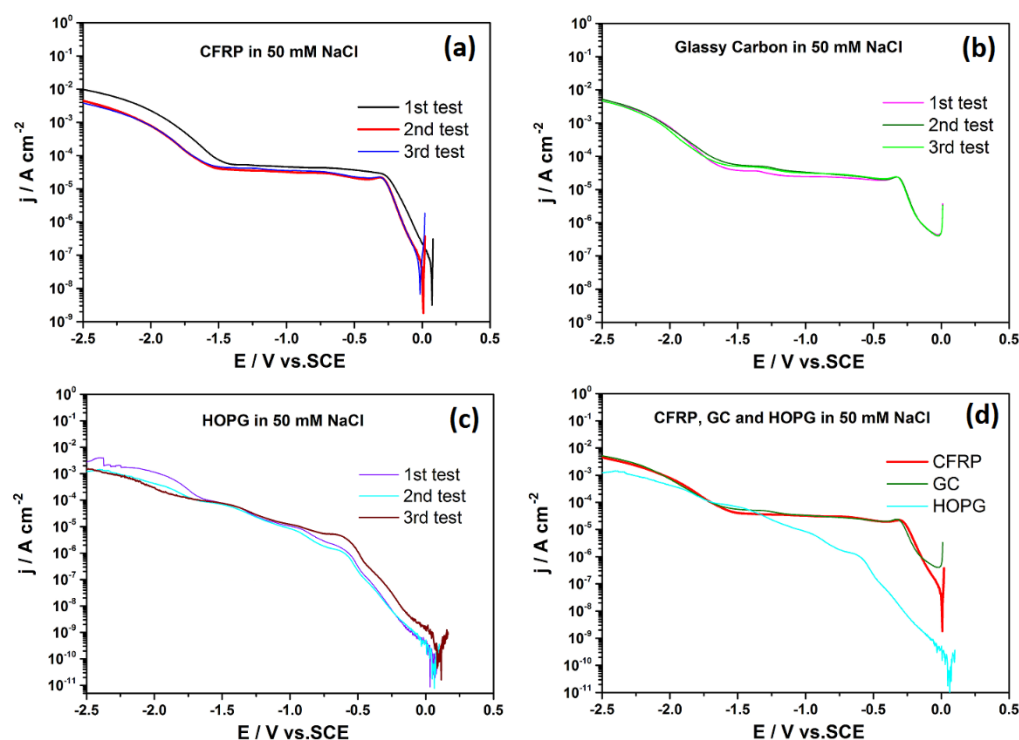 (a)
CFRP in 50 mM NaCl
1st test
2nd test
3rd test
j / A cm⁻²
10⁰
10⁻¹
10⁻²
10⁻³
10⁻⁴
10⁻⁵
10⁻⁶
10⁻⁷
10⁻⁸
10⁻⁹
-2.5 -2.0 -1.5 -1.0 -0.5 0.0 0.5
E / V vs.SCE
(b)
Glassy Carbon in 50 mM NaCl
1st test
2nd test
3rd test
j / A cm⁻²
10⁰
10⁻¹
10⁻²
10⁻³
10⁻⁴
10⁻⁵
10⁻⁶
10⁻⁷
10⁻⁸
10⁻⁹
-2.5 -2.0 -1.5 -1.0 -0.5 0.0 0.5
E / V vs.SCE
(c)
HOPG in 50 mM NaCl
1st test
2nd test
3rd test
j / A cm⁻²
10⁰
10⁻¹
10⁻²
10⁻³
10⁻⁴
10⁻⁵
10⁻⁶
10⁻⁷
10⁻⁸
10⁻⁹
10⁻¹⁰
10⁻¹¹
-2.5 -2.0 -1.5 -1.0 -0.5 0.0 0.5
E / V vs.SCE
(d)
CFRP, GC and HOPG in 50 mM NaCl
CFRP
GC
HOPG
j / A cm⁻²
10⁰
10⁻¹
10⁻²
10⁻³
10⁻⁴
10⁻⁵
10⁻⁶
10⁻⁷
10⁻⁸
10⁻⁹
10⁻¹⁰
10⁻¹¹
-2.5 -2.0 -1.5 -1.0 -0.5 0.0 0.5
E / V vs.SCE